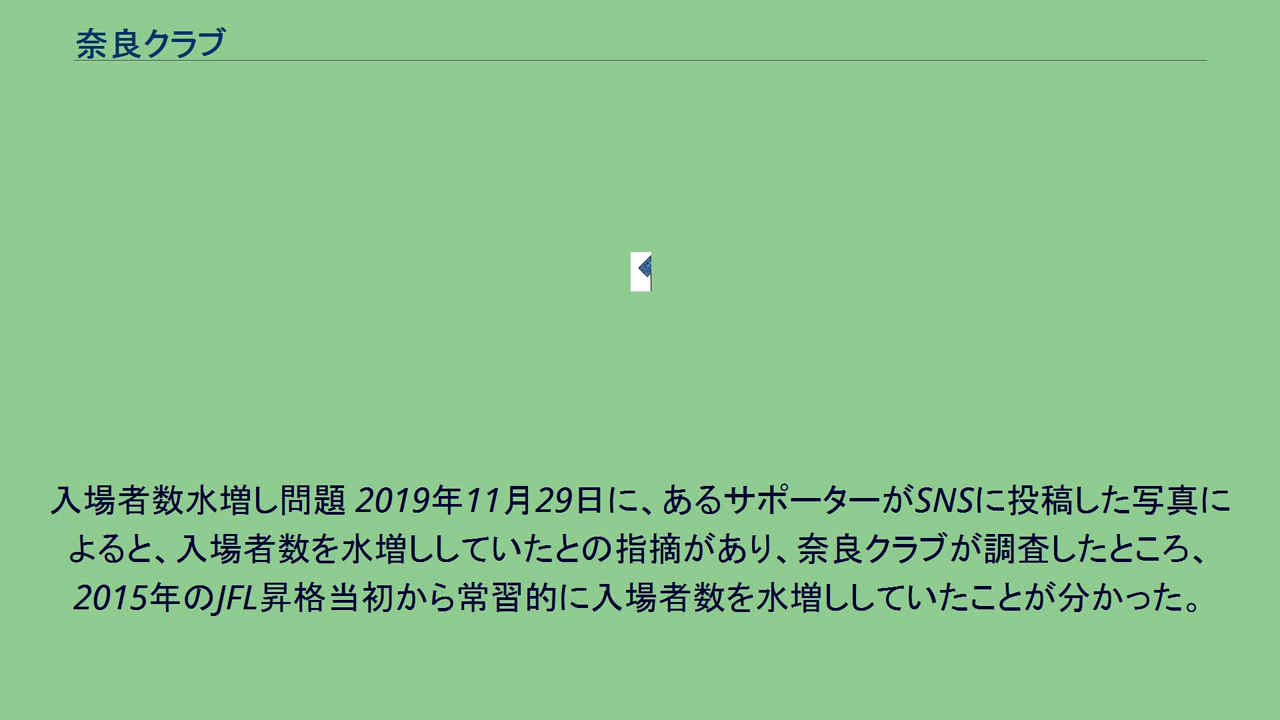 奈良クラブ
入場者数水増し問題 2019年11月29日に、あるサポーターがSNSに投稿した写真に
よると、入場者数を水増ししていたとの指摘があり、奈良クラブが調査したところ、
2015年のJFL昇格当初から常習的に入場者数を水増ししていたことが分かった。